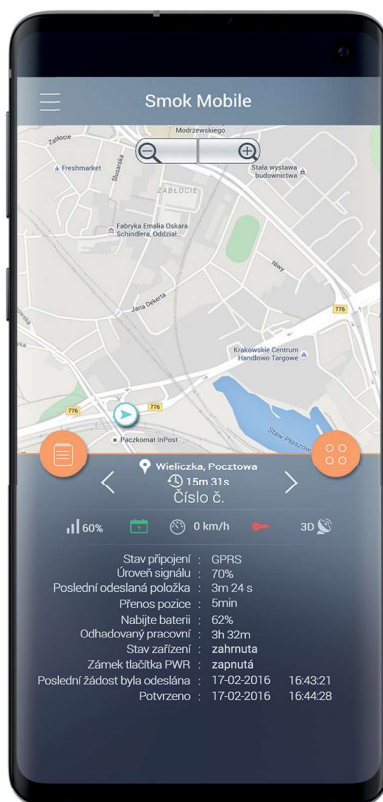 Smok Mobile
Modrzewskiego
Zabłocie
Ślusarska
Freshmarket
Stała wystawa
budownictwa
ZABŁOCIE
Fabryka Emalia Oskara
Schindlera, Oddział...
Niwy
Jana Dekerta
776
Krakowskie Centrum
Handlowo Targowe
776
776
Paczkomat InPost
Staw Płaszow
Wieliczka, Pocztowa
15m 31s
Číslo č.
60%
0 km/h
3D
Stav připojení : GPRS
Úroveň signálu : 70%
Poslední odeslaná položka : 3m 24 s
Přenos pozice : 5min
Nabijte baterii : 62%
Odhadovaný pracovní : 3h 32m
Stav zařízení : zahrnuta
Zámek tlačítka PWR : zapnutá
Poslední žádost byla odeslána : 17-02-2016 16:43:21
Potvrzeno : 17-02-2016 16:44:28